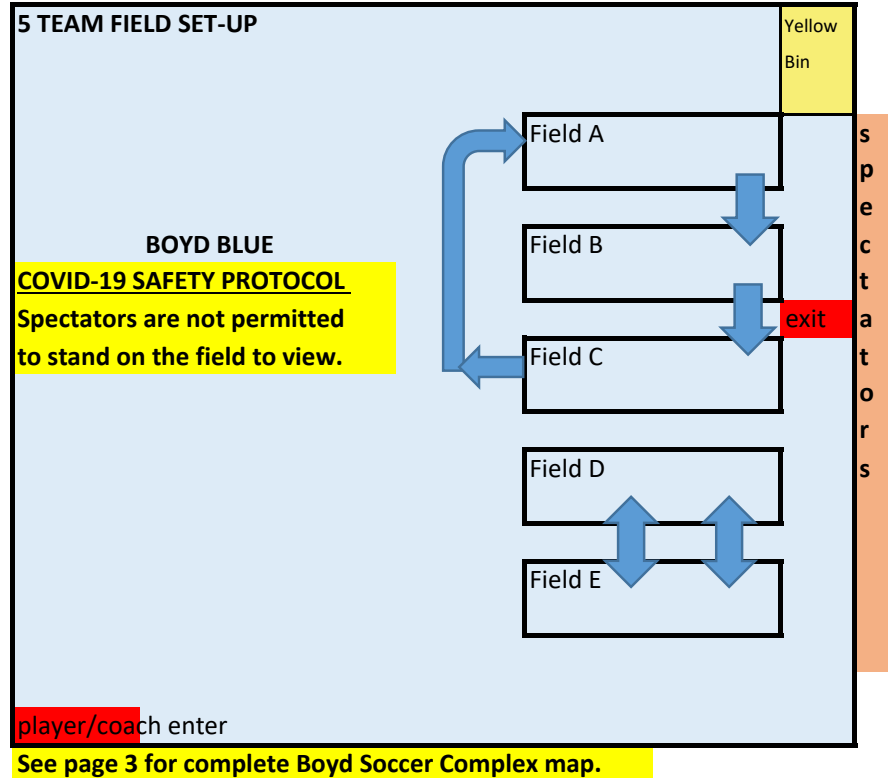 5 TEAM FIELD SET-UP
Yellow
Bin
Field A
Field B
BOYD BLUE
COVID-19 SAFETY PROTOCOL
Spectators are not permitted
to stand on the field to view.
exit
Field C
Field D
Field E
spectators
player/coach enter
See page 3 for complete Boyd Soccer Complex map.